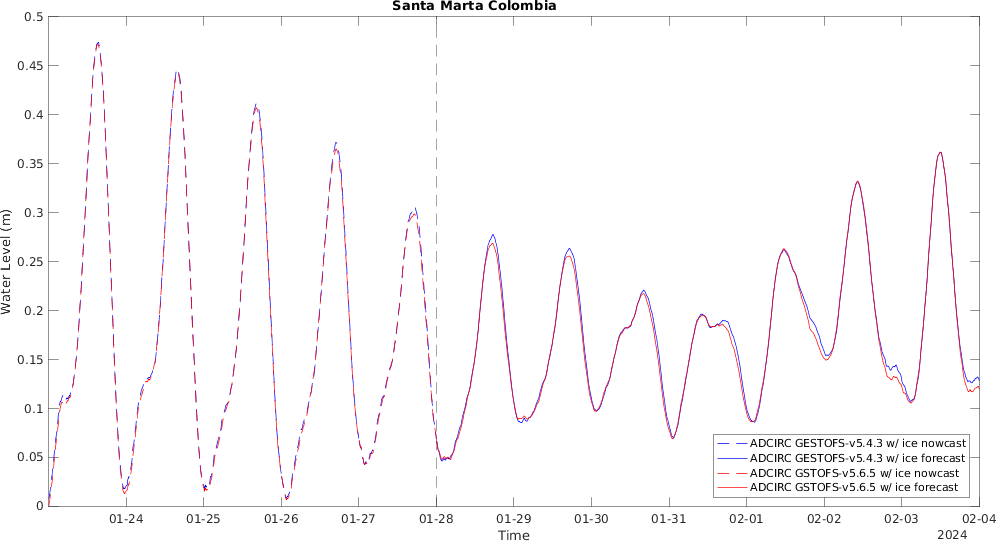 Santa Marta Colombia
0.5
0.45
0.4
0.35
0.3
0.25
0.2
0.15
0.1
0.05
0
Water Level (m)
01-24 01-25 01-26 01-27 01-28 01-29 01-30 01-31 02-01 02-02 02-03 02-04
Time
2024
ADCIRC GESTOFS-v5.4.3 w/ ice nowcast
ADCIRC GESTOFS-v5.4.3 w/ ice forecast
ADCIRC GSTOFS-v5.6.5 w/ ice nowcast
ADCIRC GSTOFS-v5.6.5 w/ ice forecast